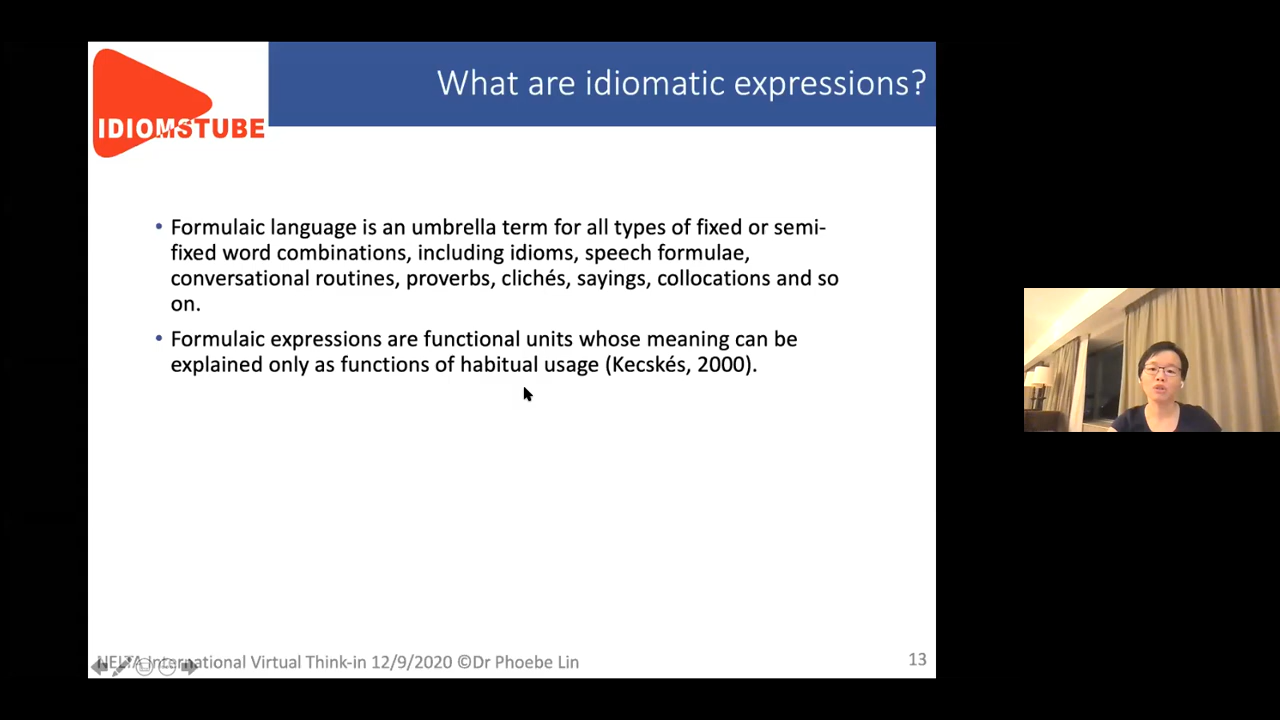 What are idiomatic expressions?
IDIOMSTUBE
• Formulaic language is an umbrella term for all types of fixed or semi-
fixed word combinations, including idioms, speech formulae,
conversational routines, proverbs, clichés, sayings, collocations and so
on.
• Formulaic expressions are functional units whose meaning can be
explained only as functions of habitual usage (Kecskés, 2000).
NELTA International Virtual Think-in 12/9/2020 ©Dr Phoebe Lin
13